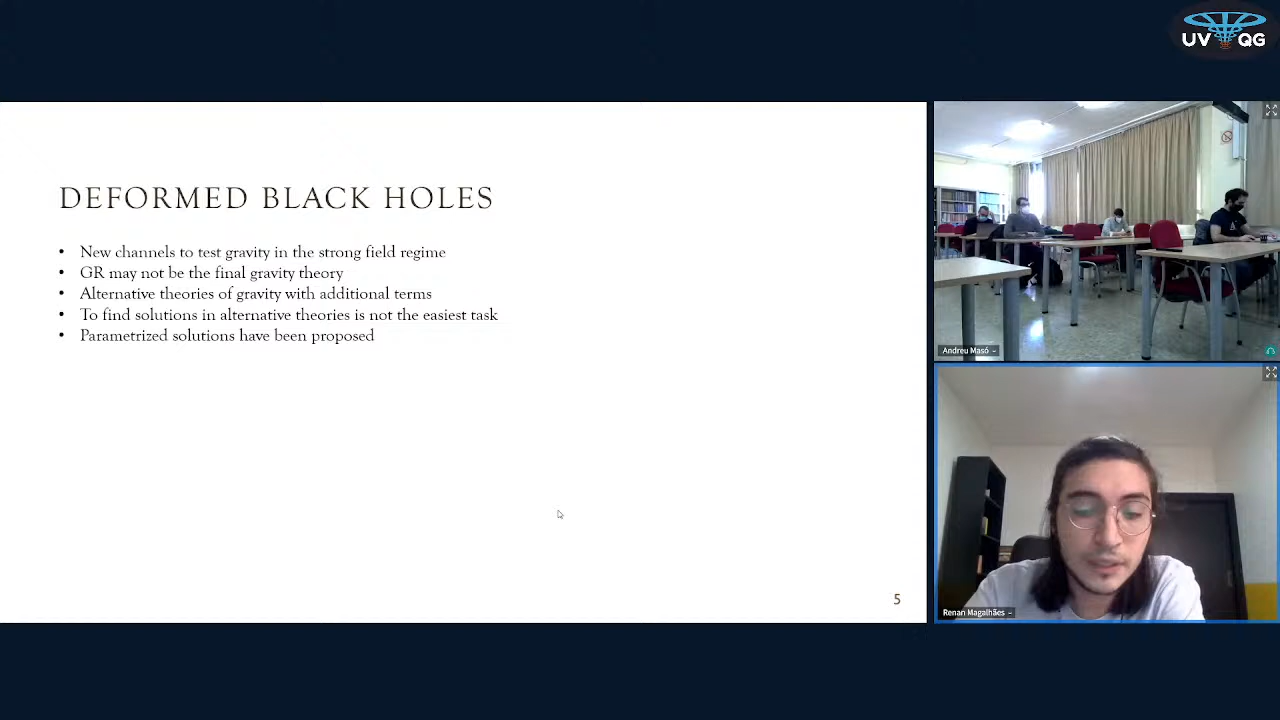 UV QG
DEFORMED BLACK HOLES
• New channels to test gravity in the strong field regime
• GR may not be the final gravity theory
• Alternative theories of gravity with additional terms
• To find solutions in alternative theories is not the easiest task
• Parametrized solutions have been proposed
5
Andreu Masó
Renan Magalhães